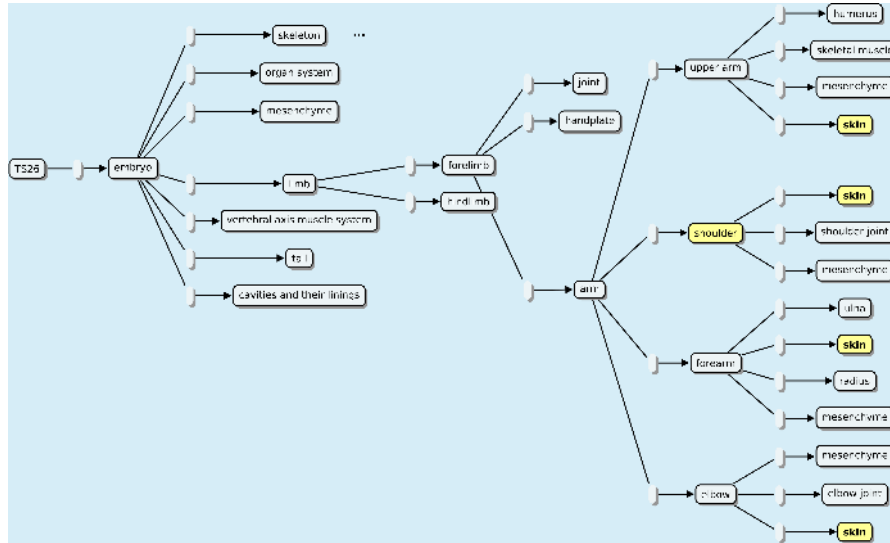 TS26
embryo
skeleton
...
organ system
mesenchyme
limb
vertebral axis muscle system
tail
cavities and their linings
forelimb
hindlimb
joint
handplate
arm
upper arm
humerus
skeletal muscle
mesenchyme
skin
shoulder
skin
shoulder joint
mesenchyme
forearm
ulna
skin
radius
mesenchyme
elbow
mesenchyme
elbow joint
skin